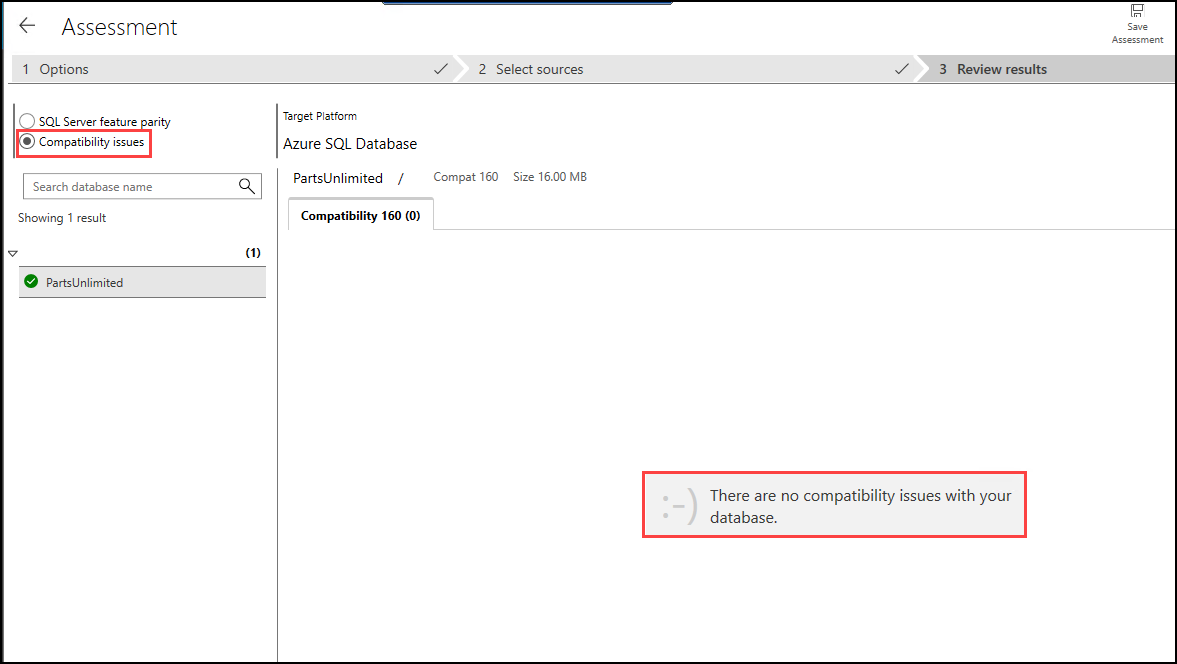 Assessment
Save
Assessment
1 Options
2 Select sources
3 Review results
SQL Server feature parity
Compatibility issues
Search database name
Showing 1 result
(1)
PartsUnlimited
Target Platform
Azure SQL Database
PartsUnlimited / Compat 160 Size 16.00 MB
Compatibility 160 (0)
:-)
There are no compatibility issues with your
database.